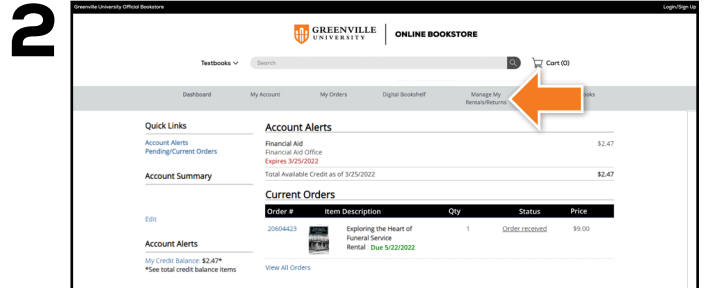 2
Greenville University Official Bookstore
Login/Sign Up
GREENVILLE
UNIVERSITY
ONLINE BOOKSTORE
Textbooks
Search
Cart (0)
Dashboard
My Account
My Orders
Digital Bookshelf
Manage My
Rentals/Returns
Quick Links
Account Alerts
Pending/Current Orders
Account Summary
Edit
Account Alerts
My Credit Balance: $2.47*
*See total credit balance items
Account Alerts
Financial Aid $2.47
Financial Aid Office
Expires 3/25/2022
Total Available Credit as of 3/25/2022 $2.47
Current Orders
Order # Item Description Qty Status Price
20604423 Exploring the Heart of 1 Order received $9.00
Funeral Service
Rental : Due 5/22/2022
View All Orders